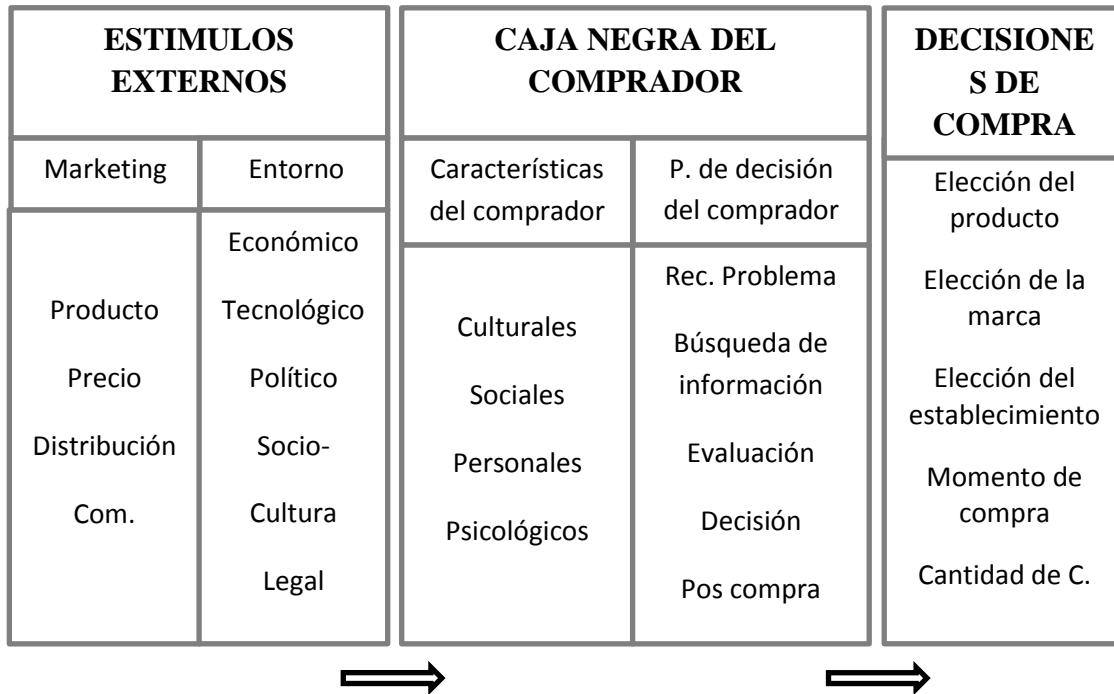 ESTIMULOS
EXTERNOS
Marketing
Entorno
Producto
Precio
Distribución
Com.
Económico
Tecnológico
Político
Socio-
Cultura
Legal
CAJA NEGRA DEL
COMPRADOR
Características
del comprador
P. de decisión
del comprador
Culturales
Sociales
Personales
Psicológicos
Rec. Problema
Búsqueda de
información
Evaluación
Decisión
Pos compra
DECISIONE
S DE
COMPRA
Elección del
producto
Elección de la
marca
Elección del
establecimiento
Momento de
compra
Cantidad de C.